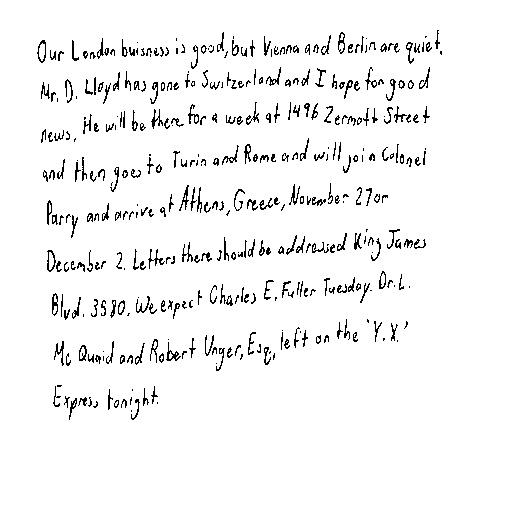 Our London buisness is good, but Vienna and Berlin are quiet.
Mr. D. Lloyd has gone to Switzerland and I hope for good
news. He will be there for a week at 1496 Zermott Street
and then goes to Turin and Rome and will join Colonel
Parry and arrive at Athens, Greece, November 27 or
December 2. Letters there should be addressed King James
Blvd. 3580. We expect Charles E. Fuller Tuesday. Dr. L.
Mc Quaid and Robert Unger, Esq., left on the 'Y.X.'
Express tonight.